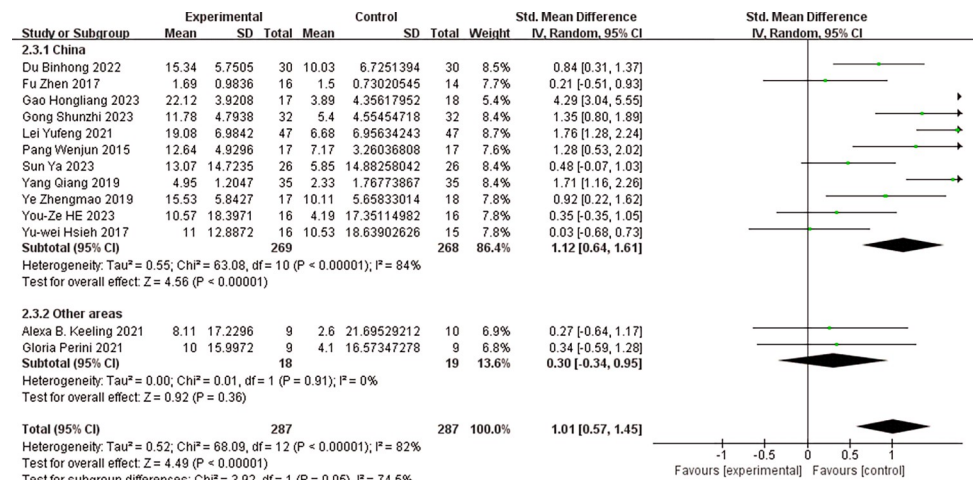 Experimental Control Std. Mean Difference Std. Mean Difference
Study or Subgroup Mean SD Total Mean SD Total Weight IV, Random, 95% CI IV, Random, 95% CI
2.3.1 China
Du Binhong 2022 15.34 5.7505 30 10.03 6.7251394 30 8.5% 0.84 [0.31, 1.37]
Fu Zhen 2017 1.69 0.9836 16 1.5 0.73020545 14 7.8% 0.21 [-0.51, 0.93]
Gao Hongliang 2023 22.12 3.9208 17 3.89 4.35617952 18 5.4% 4.29 [3.04, 5.55]
Gong Shunzhi 2023 11.78 4.7938 32 5.4 4.55454718 32 8.4% 1.35 [0.80, 1.89]
Lei Yufeng 2021 19.08 6.9842 47 6.68 6.95634243 47 8.7% 1.76 [1.28, 2.24]
Pang Wenjun 2015 12.64 4.9296 17 7.17 3.26036808 17 7.7% 1.28 [0.53, 2.02]
Sun Ya 2023 13.07 14.7235 26 5.85 14.88258042 26 8.4% 0.48 [-0.07, 1.03]
Yang Qiang 2019 4.95 1.2047 35 2.33 1.76773867 35 8.4% 1.71 [1.16, 2.26]
Ye Zhengmao 2019 15.53 5.8427 17 10.11 5.65833014 18 7.8% 0.92 [0.22, 1.62]
You-Ze HE 2023 10.57 18.3971 16 4.19 17.35114982 16 7.8% 0.35 [-0.35, 1.05]
Yu-wei Hsieh 2017 11 12.8872 16 10.53 18.63902626 15 7.8% 0.03 [-0.68, 0.73]
Subtotal (95% CI) 269 268 86.4% 1.12 [0.64, 1.61]
Heterogeneity: Tau² = 0.55; Chi² = 63.08, df = 10 (P < 0.00001); I² = 84%
Test for overall effect: Z = 4.56 (P < 0.00001)
2.3.2 Other areas
Alexa B. Keeling 2021 8.11 17.2296 9 2.6 21.69529212 10 6.9% 0.27 [-0.64, 1.17]
Gloria Perini 2021 10 15.9972 9 4.1 16.57347278 9 6.8% 0.34 [-0.59, 1.28]
Subtotal (95% CI) 18 19 13.6% 0.30 [-0.34, 0.95]
Heterogeneity: Tau² = 0.00; Chi² = 0.01, df = 1 (P = 0.91); I² = 0%
Test for overall effect: Z = 0.92 (P = 0.36)
Total (95% CI) 287 287 100.0% 1.01 [0.57, 1.45]
Heterogeneity: Tau² = 0.52; Chi² = 68.09, df = 12 (P < 0.00001); I² = 82%
Test for overall effect: Z = 4.49 (P < 0.00001)
Test for subgroup differences: Chi² = 3.92, df = 1 (P = 0.05), I² = 74.5%
-1 0 1 2
Favours [experimental] Favours [control]